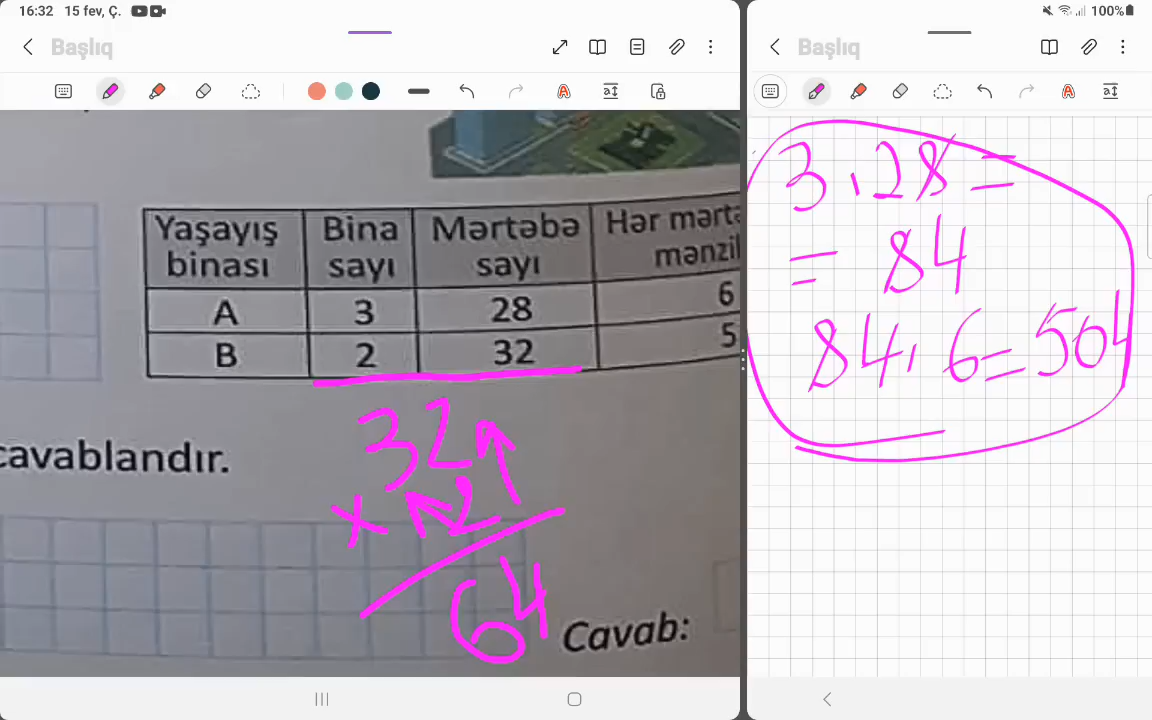 16:32 15 fev, Ç.
100%
Başlıq
Başlıq
Yaşayış binası
Bina sayı
Mərtəbə sayı
Hər mərtə
mənzil
A 3 28 6
B 2 32 5
32
× 2
64
cavablandır.
Cavab:
3 · 28 =
= 84
84 · 6 = 504